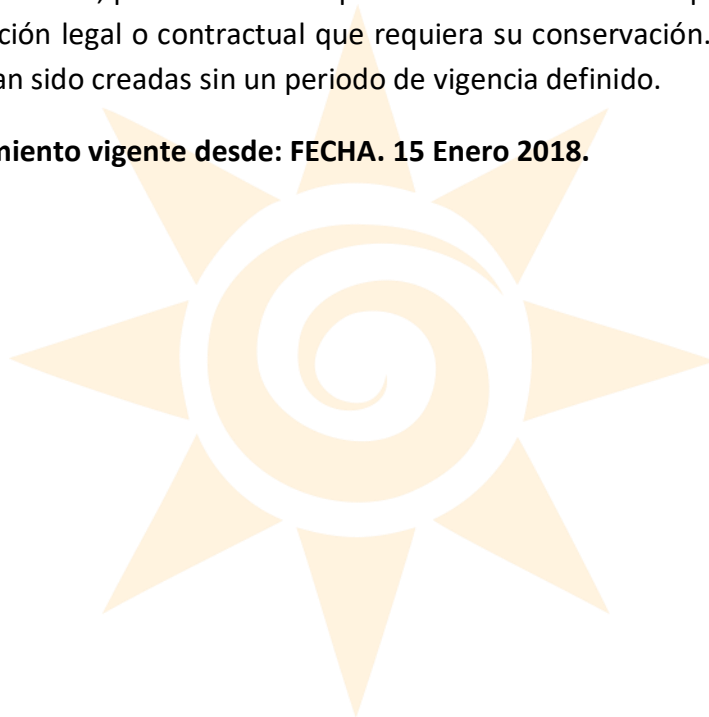 ción legal o contractual que requiera su conservación.
an sido creadas sin un periodo de vigencia definido.
miento vigente desde: FECHA. 15 Enero 2018.